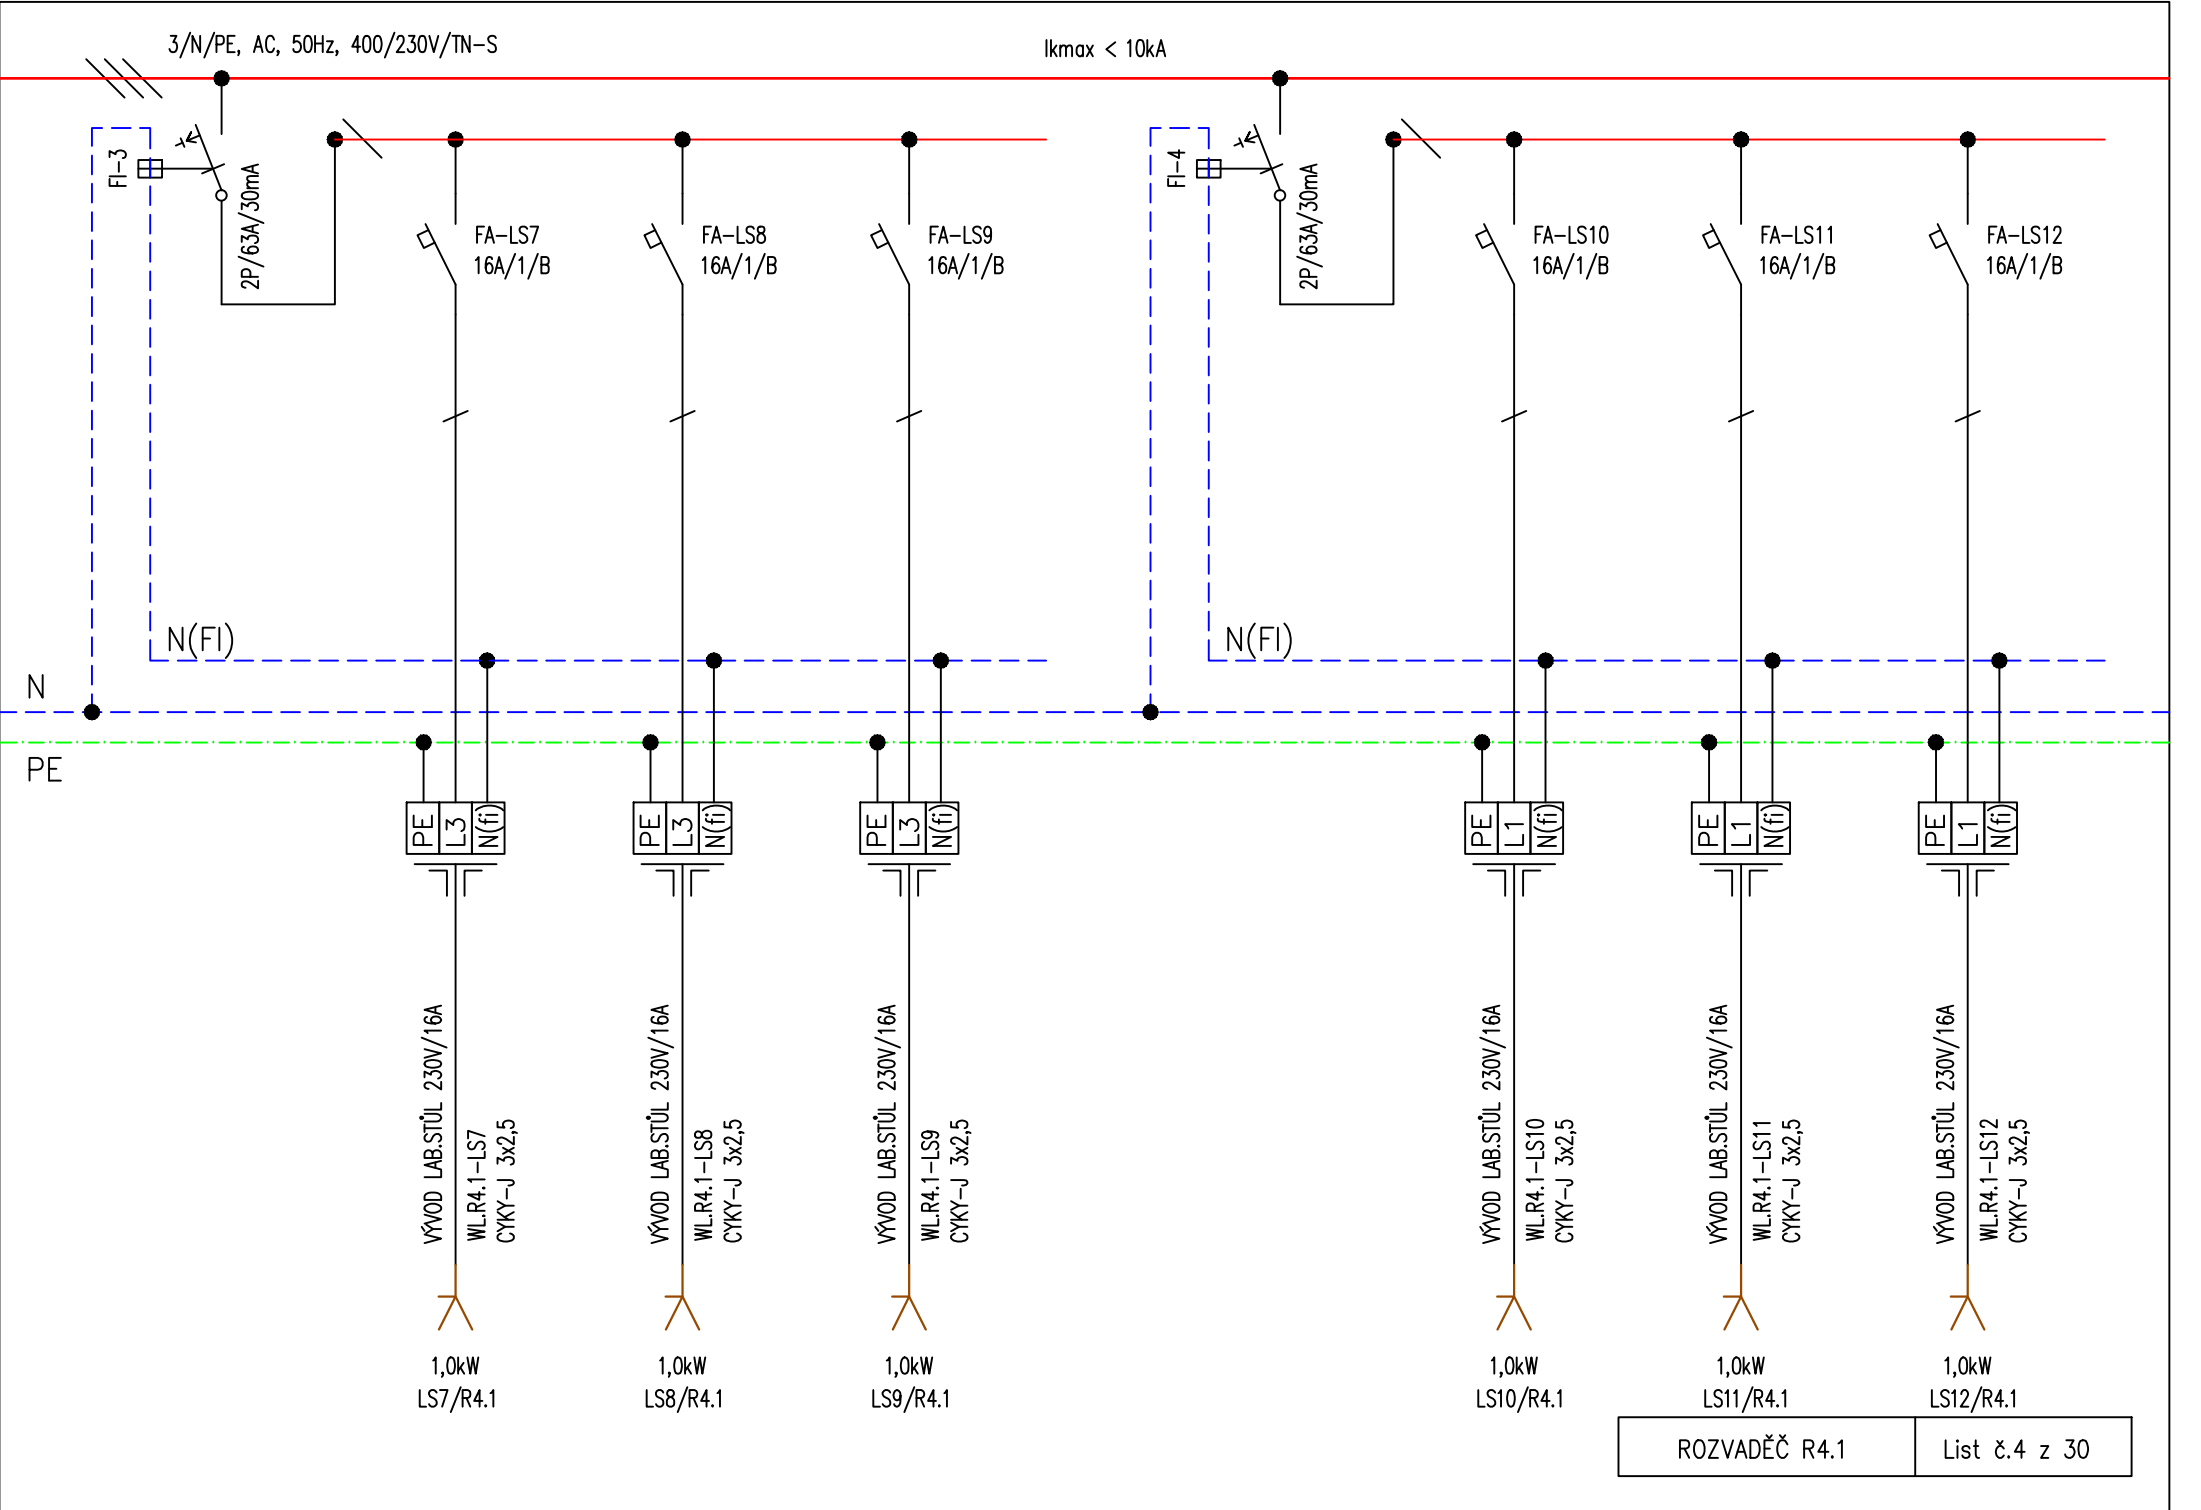 3/N/PE, AC, 50Hz, 400/230V/TN-S
Ikmax < 10kA
FI-3
2P/63A/30mA
FA-LS7
16A/1/B
FA-LS8
16A/1/B
FA-LS9
16A/1/B
FI-4
2P/63A/30mA
FA-LS10
16A/1/B
FA-LS11
16A/1/B
FA-LS12
16A/1/B
N(FI)
N(FI)
N
PE
PE
L3
N(fi)
PE
L3
N(fi)
PE
L3
N(fi)
PE
L1
N(fi)
PE
L1
N(fi)
PE
L1
N(fi)
VÝVOD LAB.STŮL 230V/16A
WL.R4.1-LS7
CYKY-J 3x2,5
VÝVOD LAB.STŮL 230V/16A
WL.R4.1-LS8
CYKY-J 3x2,5
VÝVOD LAB.STŮL 230V/16A
WL.R4.1-LS9
CYKY-J 3x2,5
VÝVOD LAB.STŮL 230V/16A
WL.R4.1-LS10
CYKY-J 3x2,5
VÝVOD LAB.STŮL 230V/16A
WL.R4.1-LS11
CYKY-J 3x2,5
VÝVOD LAB.STŮL 230V/16A
WL.R4.1-LS12
CYKY-J 3x2,5
1,0kW
LS7/R4.1
1,0kW
LS8/R4.1
1,0kW
LS9/R4.1
1,0kW
LS10/R4.1
1,0kW
LS11/R4.1
1,0kW
LS12/R4.1
ROZVADĚČ R4.1
List č.4 z 30